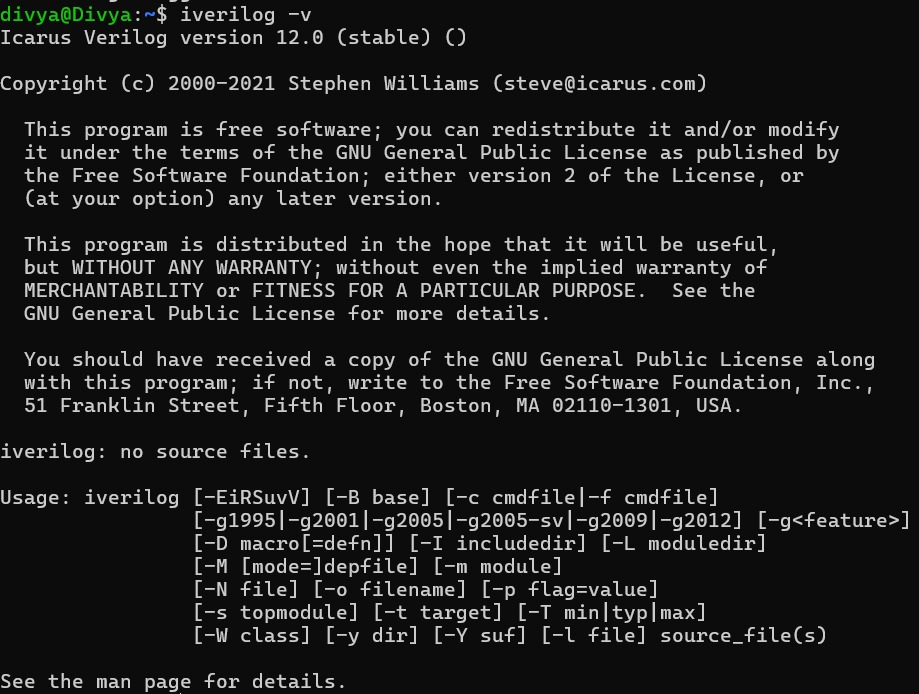 divya@Divya:~$ iverilog -v
Icarus Verilog version 12.0 (stable) ()

Copyright (c) 2000-2021 Stephen Williams (steve@icarus.com)

  This program is free software; you can redistribute it and/or modify
  it under the terms of the GNU General Public License as published by
  the Free Software Foundation; either version 2 of the License, or
  (at your option) any later version.

  This program is distributed in the hope that it will be useful,
  but WITHOUT ANY WARRANTY; without even the implied warranty of
  MERCHANTABILITY or FITNESS FOR A PARTICULAR PURPOSE.  See the
  GNU General Public License for more details.

  You should have received a copy of the GNU General Public License along
  with this program; if not, write to the Free Software Foundation, Inc.,
  51 Franklin Street, Fifth Floor, Boston, MA 02110-1301, USA.

iverilog: no source files.

Usage: iverilog [-EiRSuvV] [-B base] [-c cmdfile|-f cmdfile]
                [-g1995|-g2001|-g2005|-g2005-sv|-g2009|-g2012] [-g<feature>]
                [-D macro[=defn]] [-I includedir] [-L moduledir]
                [-M [mode=]depfile] [-m module]
                [-N file] [-o filename] [-p flag=value]
                [-s topmodule] [-t target] [-T min|typ|max]
                [-W class] [-y dir] [-Y suf] [-l file] source_file(s)

See the man page for details.